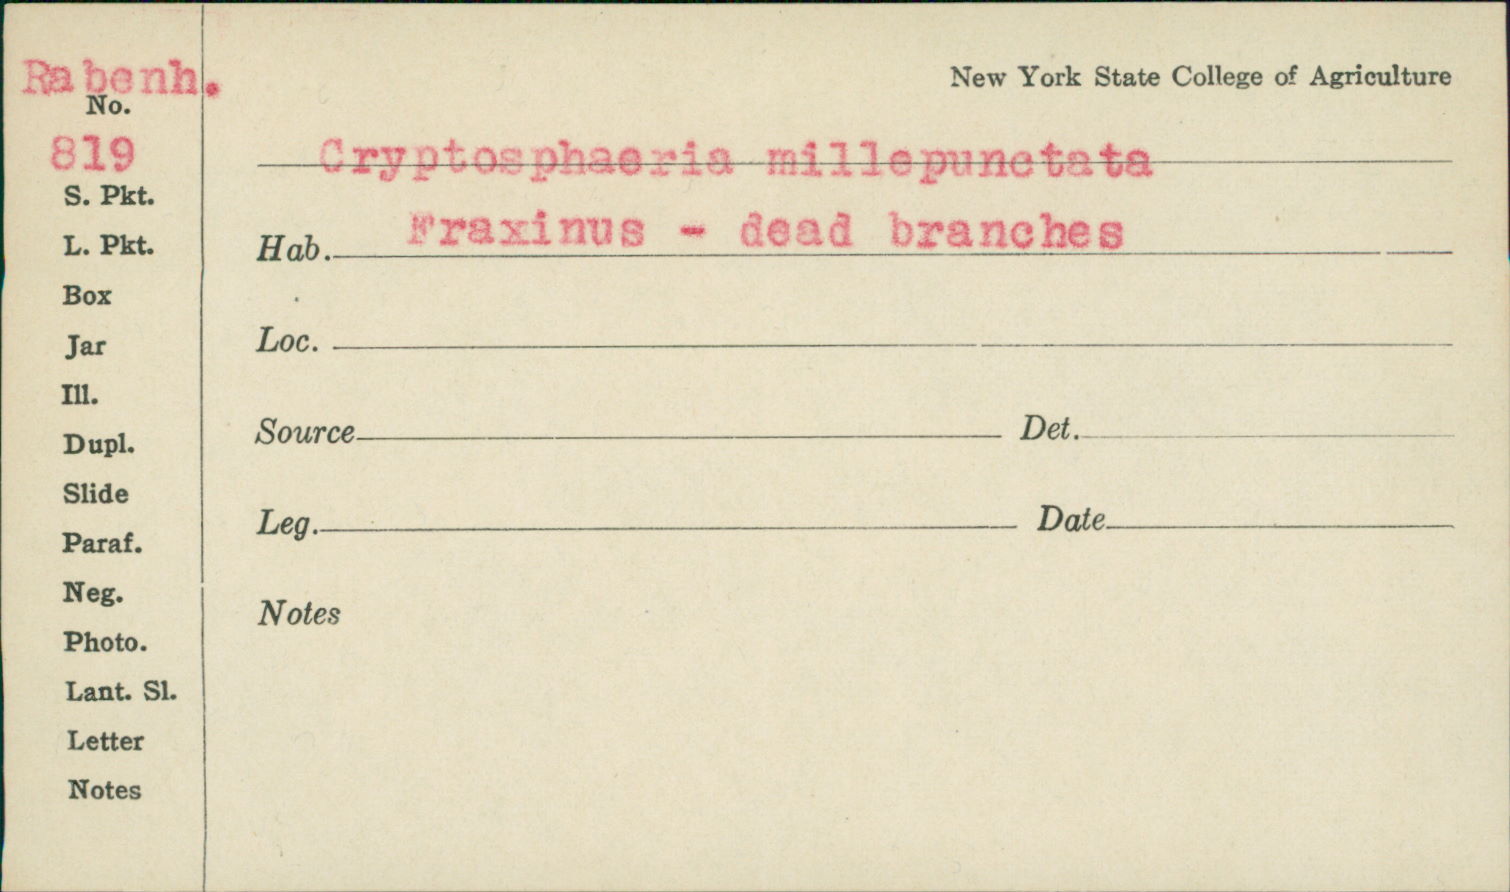 Rabenh.
No.
819
S. Pkt.
L. Pkt.
Box
Jar
Ill.
Dupl.
Slide
Paraf.
Neg.
Photo.
Lant. Sl.
Letter
Notes
New York State College of Agriculture
Cryptosphaeria millepunctata
Hab. Fraxinus - dead branches
Loc.
Source Det.
Leg. Date
Notes